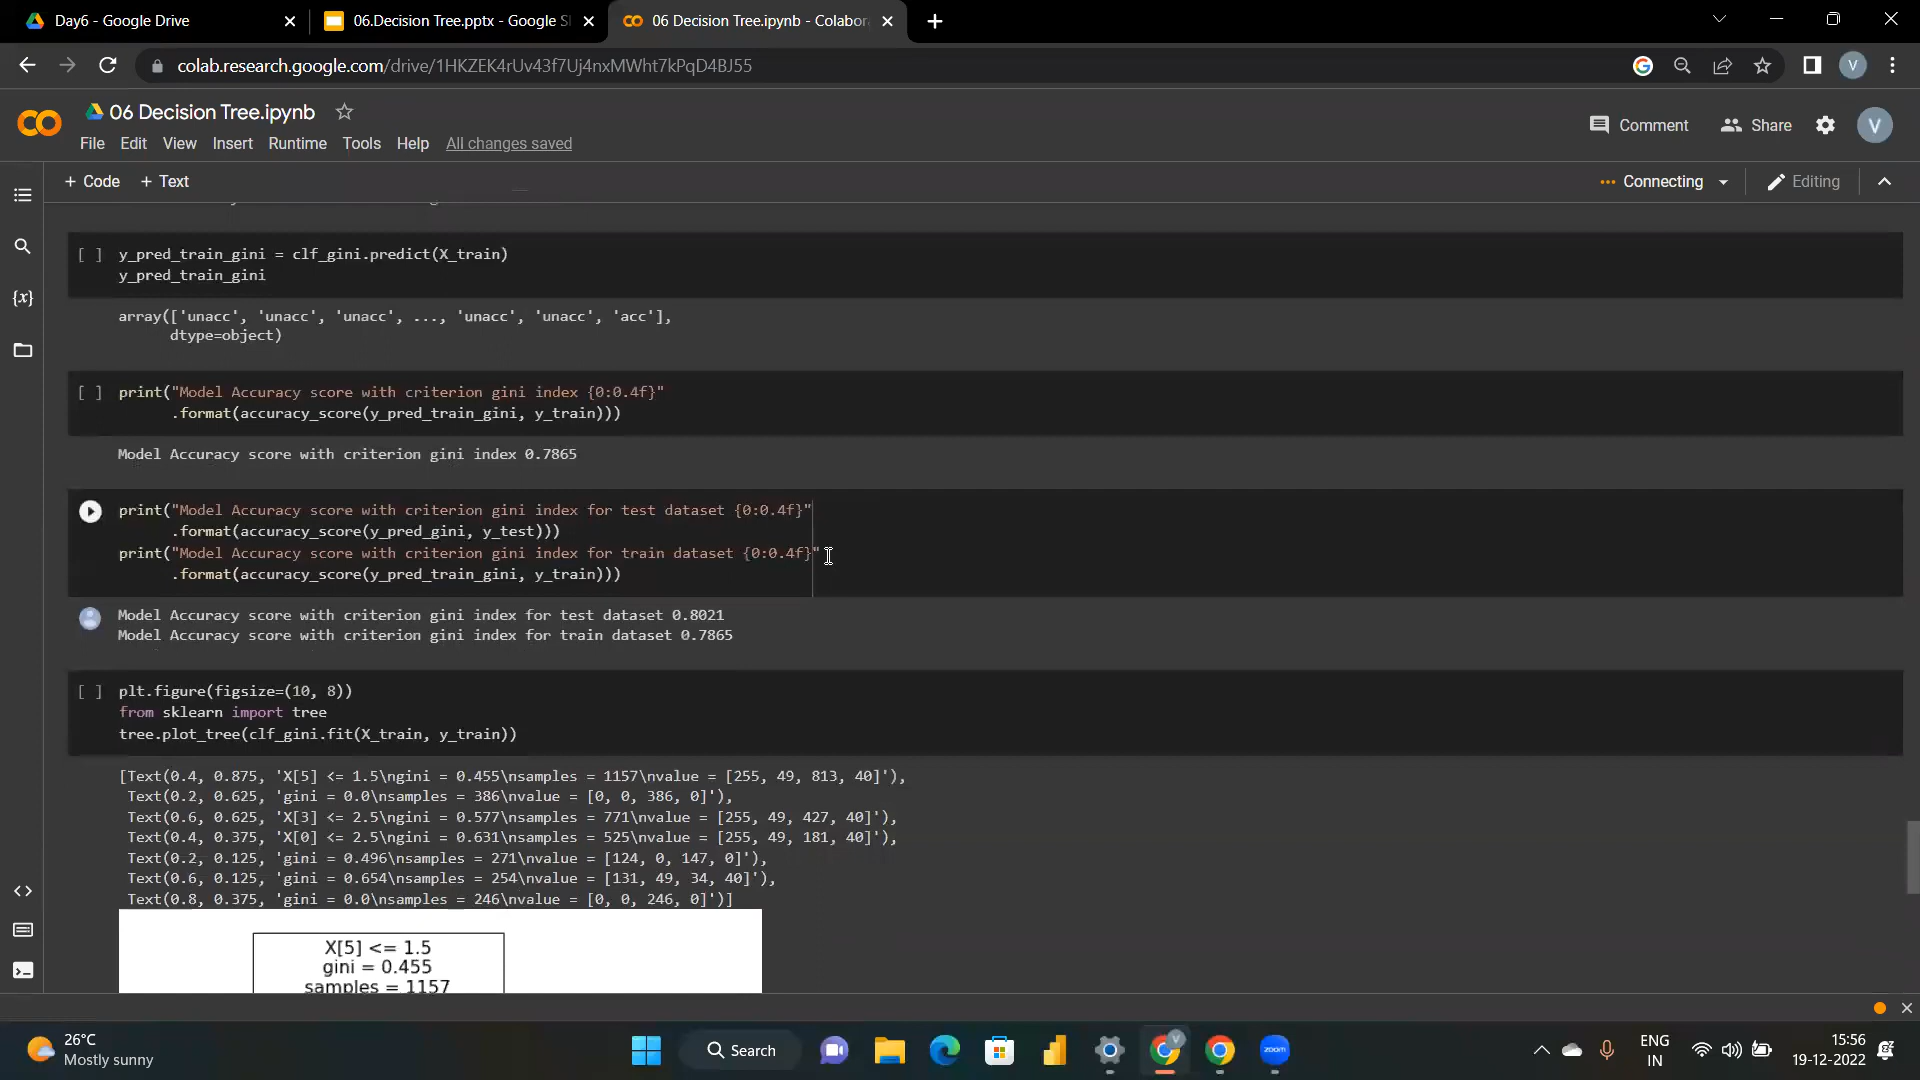 Day6 - Google Drive
06.Decision Tree.pptx - Google Sl
06 Decision Tree.ipynb - Colabor
colab.research.google.com/drive/1HKZEK4rUv43f7Uj4nxMWht7kPqD4BJ55
V
06 Decision Tree.ipynb
File Edit View Insert Runtime Tools Help All changes saved
Comment Share V
+ Code + Text
Connecting Editing
[ ] y_pred_train_gini = clf_gini.predict(X_train)
y_pred_train_gini
array(['unacc', 'unacc', 'unacc', ..., 'unacc', 'unacc', 'acc'],
dtype=object)
[ ] print("Model Accuracy score with criterion gini index {0:0.4f}"
.format(accuracy_score(y_pred_train_gini, y_train)))
Model Accuracy score with criterion gini index 0.7865
print("Model Accuracy score with criterion gini index for test dataset {0:0.4f}"
.format(accuracy_score(y_pred_gini, y_test)))
print("Model Accuracy score with criterion gini index for train dataset {0:0.4f}"
.format(accuracy_score(y_pred_train_gini, y_train)))
Model Accuracy score with criterion gini index for test dataset 0.8021
Model Accuracy score with criterion gini index for train dataset 0.7865
[ ] plt.figure(figsize=(10, 8))
from sklearn import tree
tree.plot_tree(clf_gini.fit(X_train, y_train))
[Text(0.4, 0.875, 'X[5] <= 1.5\ngini = 0.455\nsamples = 1157\nvalue = [255, 49, 813, 40]'),
Text(0.2, 0.625, 'gini = 0.0\nsamples = 386\nvalue = [0, 0, 386, 0]'),
Text(0.6, 0.625, 'X[3] <= 2.5\ngini = 0.577\nsamples = 771\nvalue = [255, 49, 427, 40]'),
Text(0.4, 0.375, 'X[0] <= 2.5\ngini = 0.631\nsamples = 525\nvalue = [255, 49, 181, 40]'),
Text(0.2, 0.125, 'gini = 0.496\nsamples = 271\nvalue = [124, 0, 147, 0]'),
Text(0.6, 0.125, 'gini = 0.654\nsamples = 254\nvalue = [131, 49, 34, 40]'),
Text(0.8, 0.375, 'gini = 0.0\nsamples = 246\nvalue = [0, 0, 246, 0]')]
X[5] <= 1.5
gini = 0.455
samples = 1157
26°C
Mostly sunny
Search
zoom
ENG
IN
15:56
19-12-2022